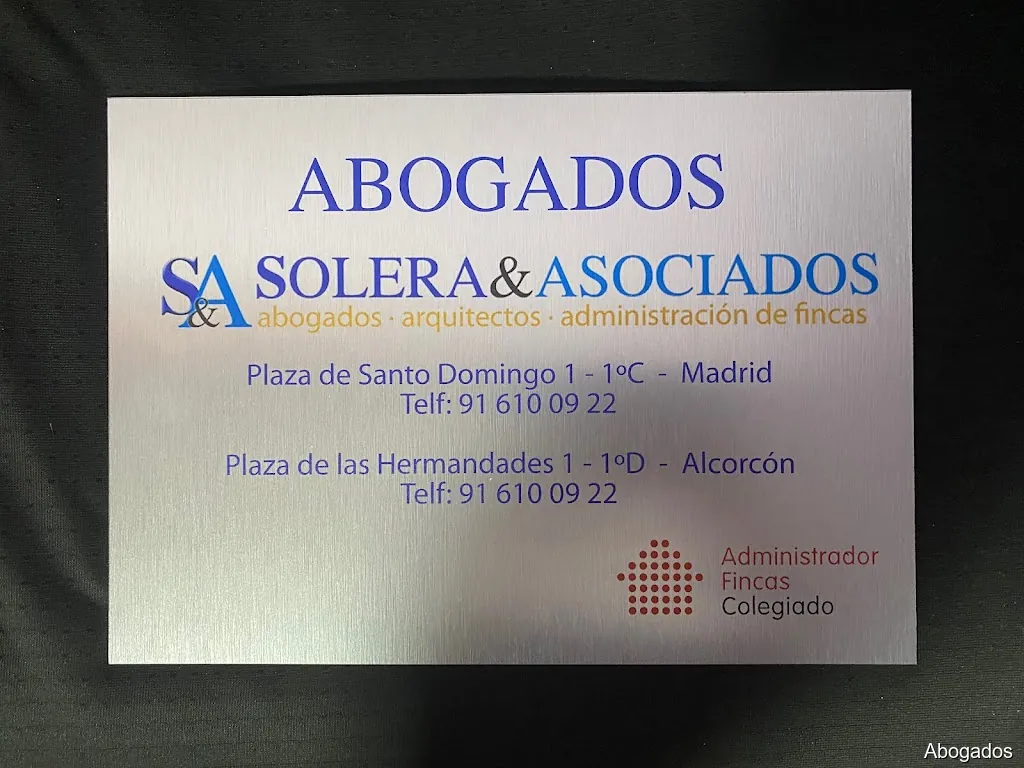 ABOGADOS
S&A SOLERA&ASOCIADOS
abogados · arquitectos · administración de fincas
Plaza de Santo Domingo 1 - 1ºC - Madrid
Telf: 91 610 09 22
Plaza de las Hermandades 1 - 1ºD - Alcorcón
Telf: 91 610 09 22
Administrador
Fincas
Colegiado
Abogados